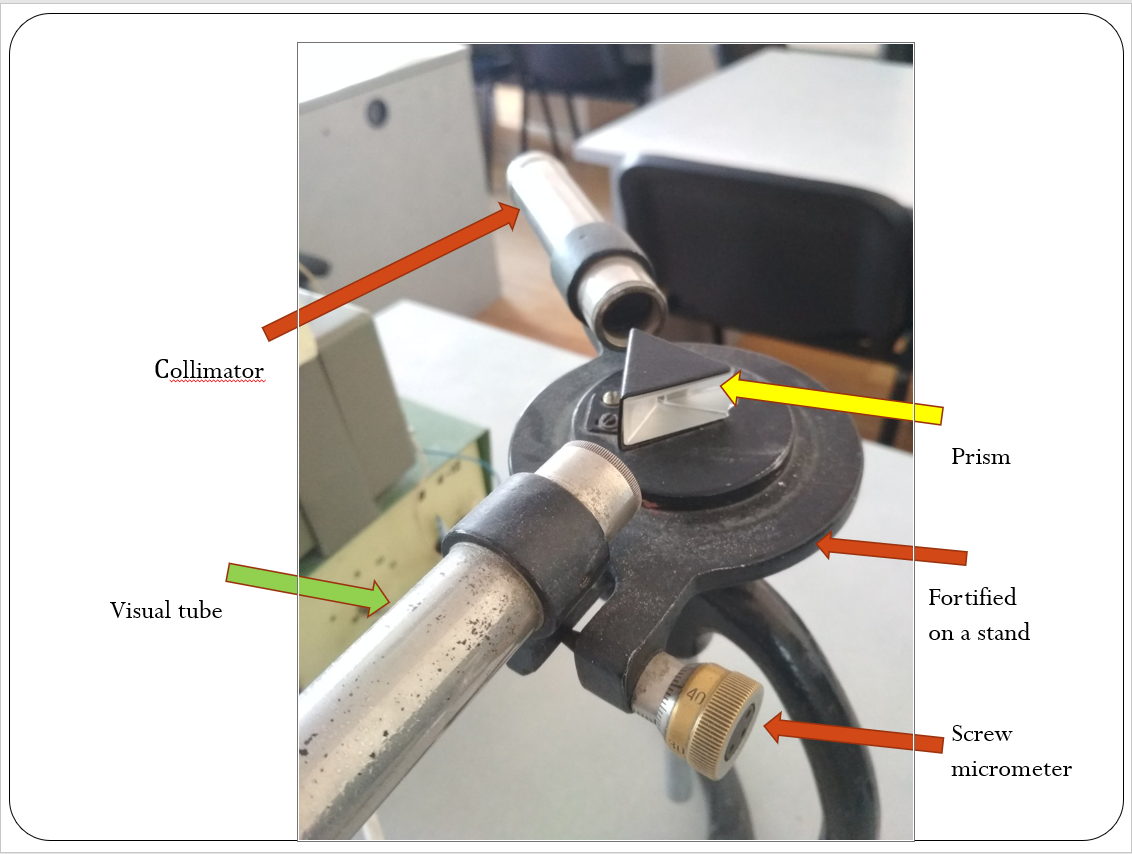 Collimator
Prism
Visual tube
Fortified
on a stand
Screw
micrometer
40